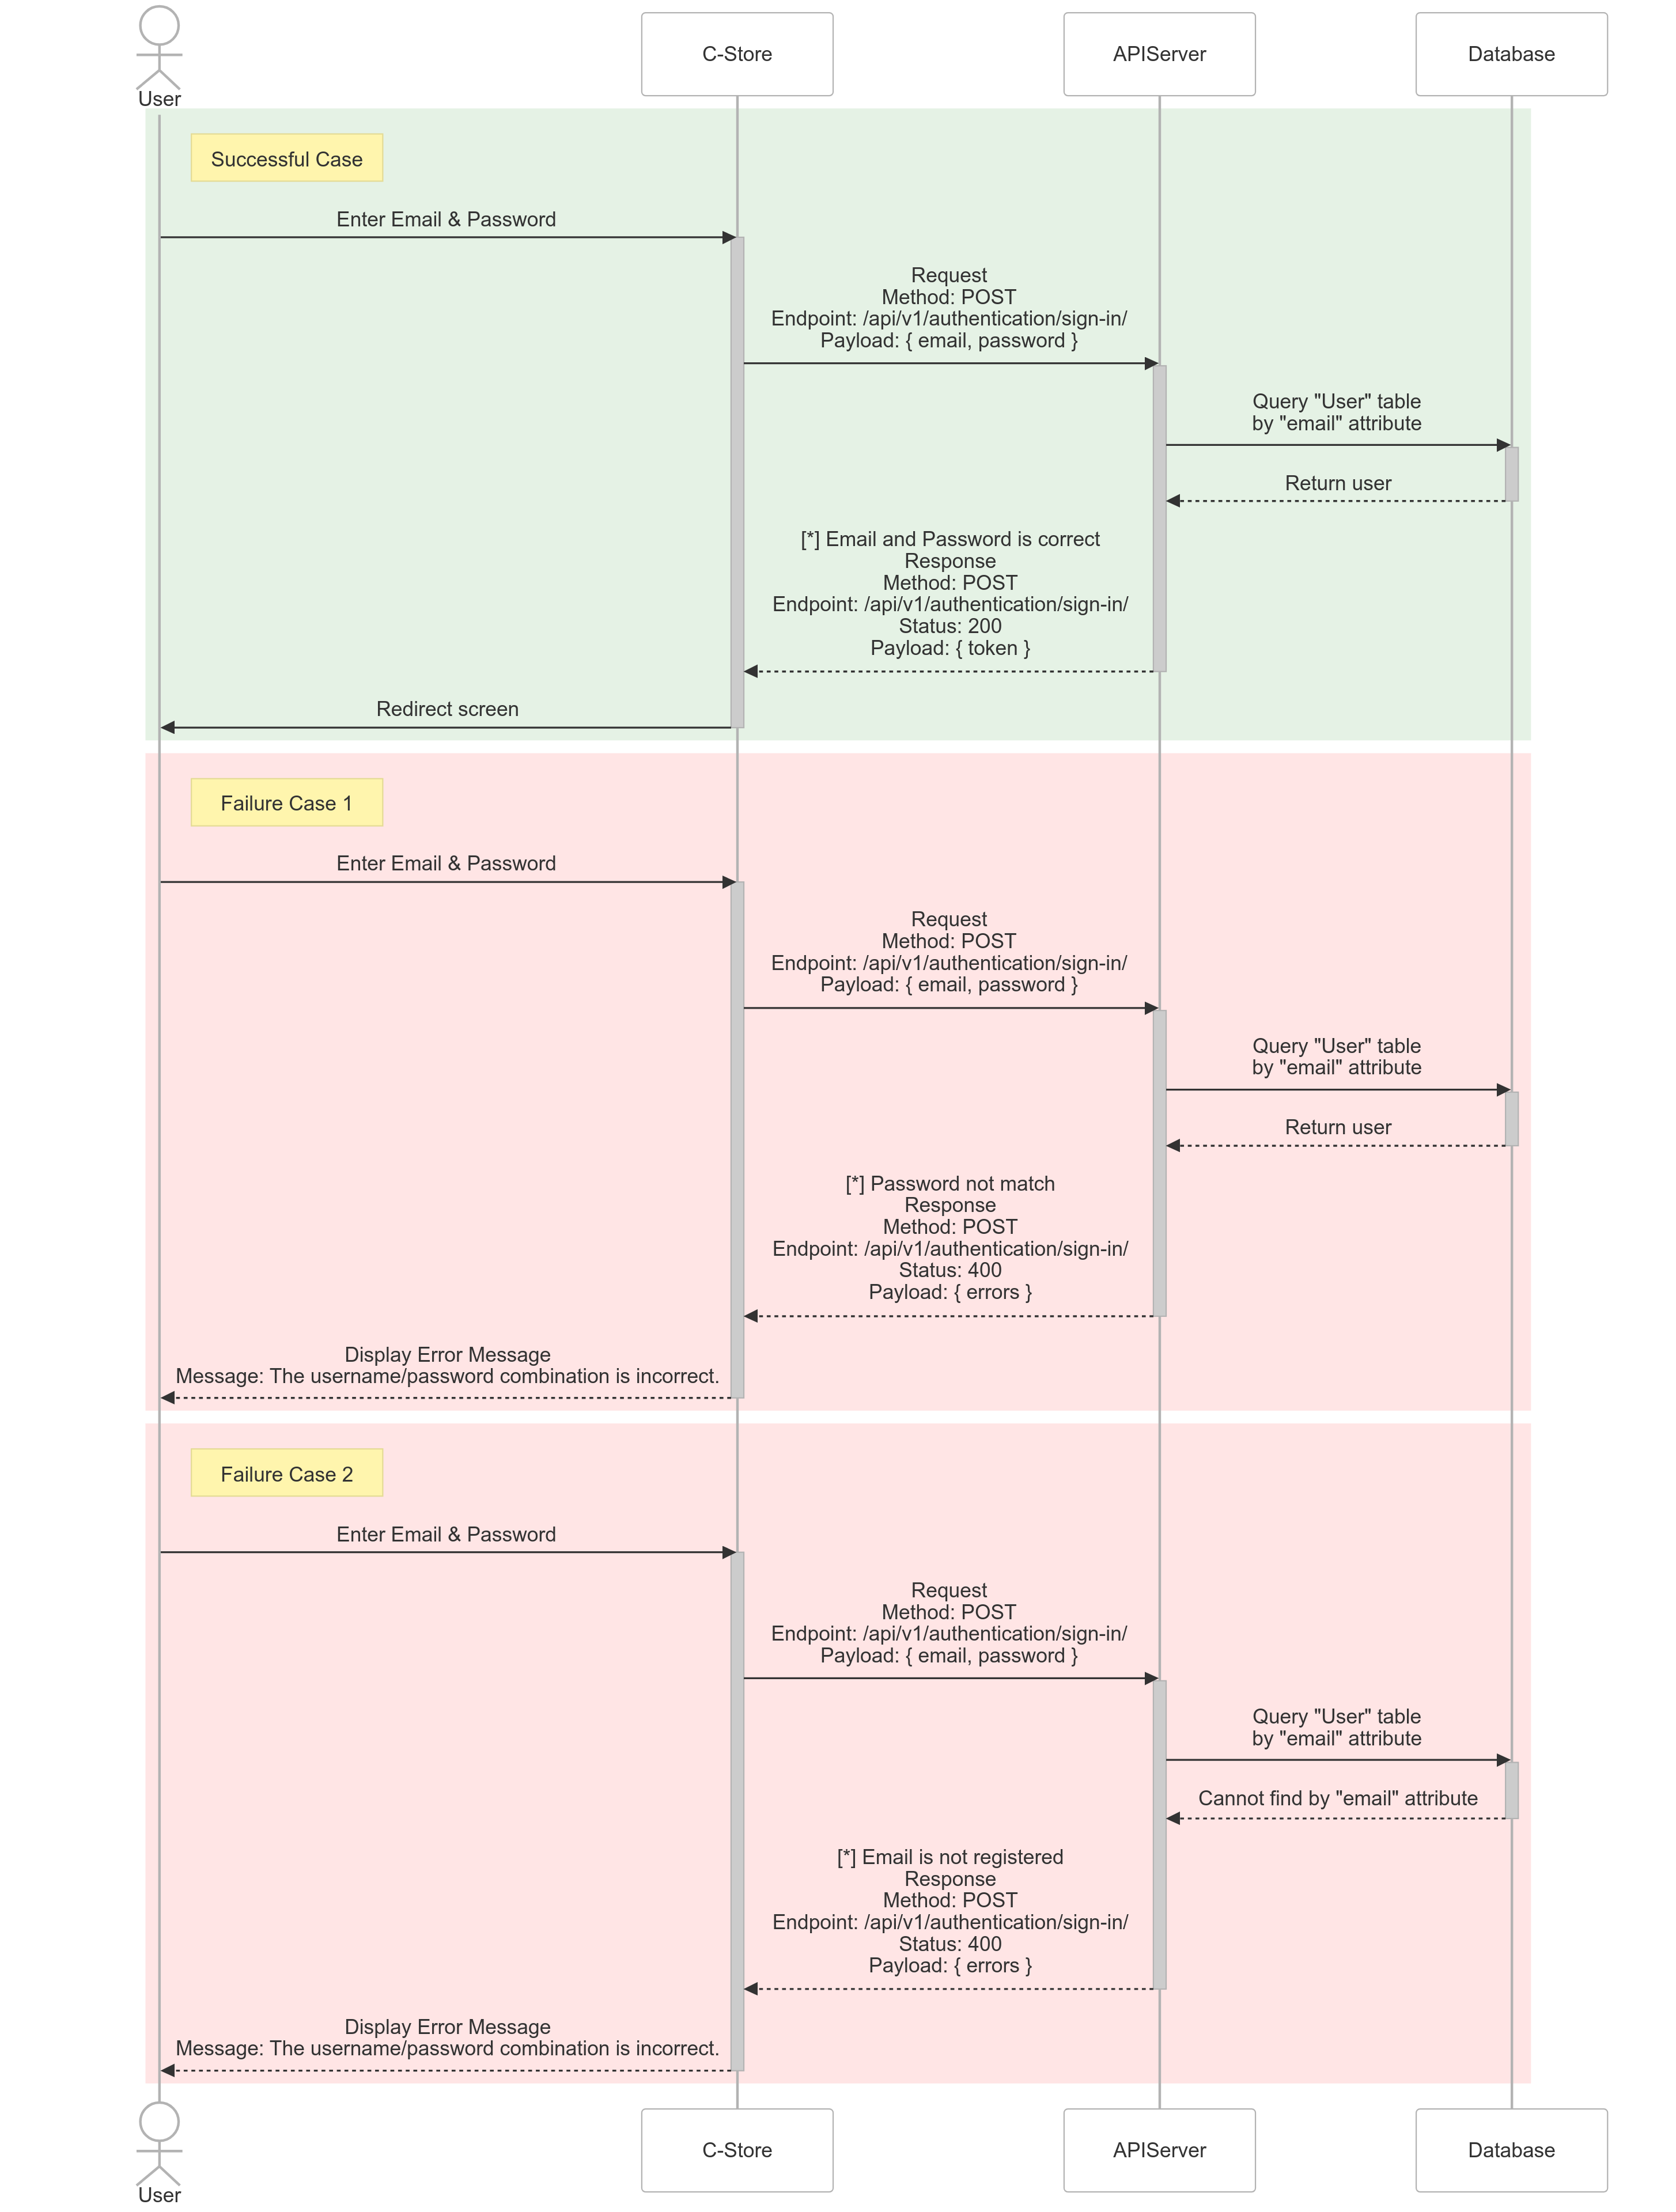 User
C-Store
APIServer
Database
Successful Case
Enter Email & Password
Request
Method: POST
Endpoint: /api/v1/authentication/sign-in/
Payload: { email, password }
Query "User" table
by "email" attribute
Return user
[*] Email and Password is correct
Response
Method: POST
Endpoint: /api/v1/authentication/sign-in/
Status: 200
Payload: { token }
Redirect screen
Failure Case 1
Enter Email & Password
Request
Method: POST
Endpoint: /api/v1/authentication/sign-in/
Payload: { email, password }
Query "User" table
by "email" attribute
Return user
[*] Password not match
Response
Method: POST
Endpoint: /api/v1/authentication/sign-in/
Status: 400
Payload: { errors }
Display Error Message
Message: The username/password combination is incorrect.
Failure Case 2
Enter Email & Password
Request
Method: POST
Endpoint: /api/v1/authentication/sign-in/
Payload: { email, password }
Query "User" table
by "email" attribute
Cannot find by "email" attribute
[*] Email is not registered
Response
Method: POST
Endpoint: /api/v1/authentication/sign-in/
Status: 400
Payload: { errors }
Display Error Message
Message: The username/password combination is incorrect.
User
C-Store
APIServer
Database